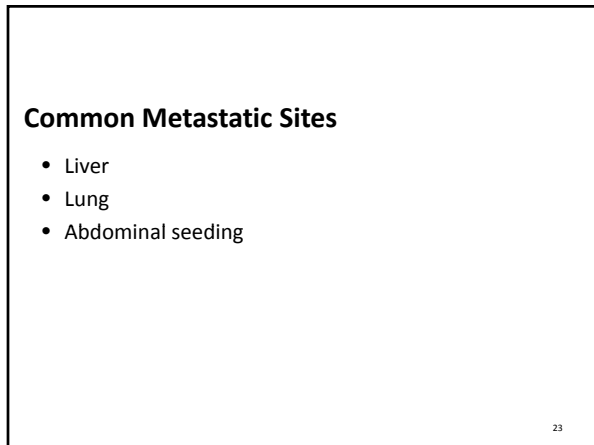 Common Metastatic Sites
• Liver
• Lung
• Abdominal seeding
23